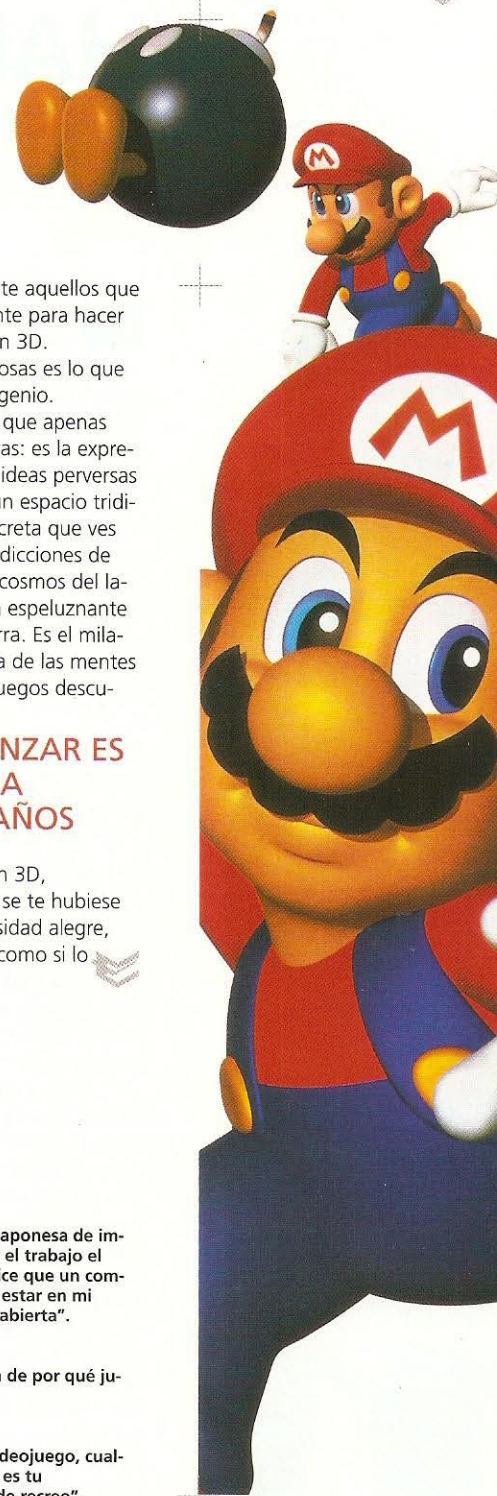 M
te aquellos que
nte para hacer
n 3D.
osas es lo que
genio.
que apenas
as: es la expre-
ideas perversas
un espacio tridi-
creta que ves
dicciones de
cosmos del la-
espeluznante
rra. Es el mila-
a de las mentes
uegos descu-
M
NZAR ES
A
AÑOS
n 3D,
se te hubiese
sidad alegre,
como si lo
aponesa de im-
el trabajo el
ice que un com-
estar en mi
abierta”.
de por qué ju-
deojuego, cual-
es tu
de recreo”